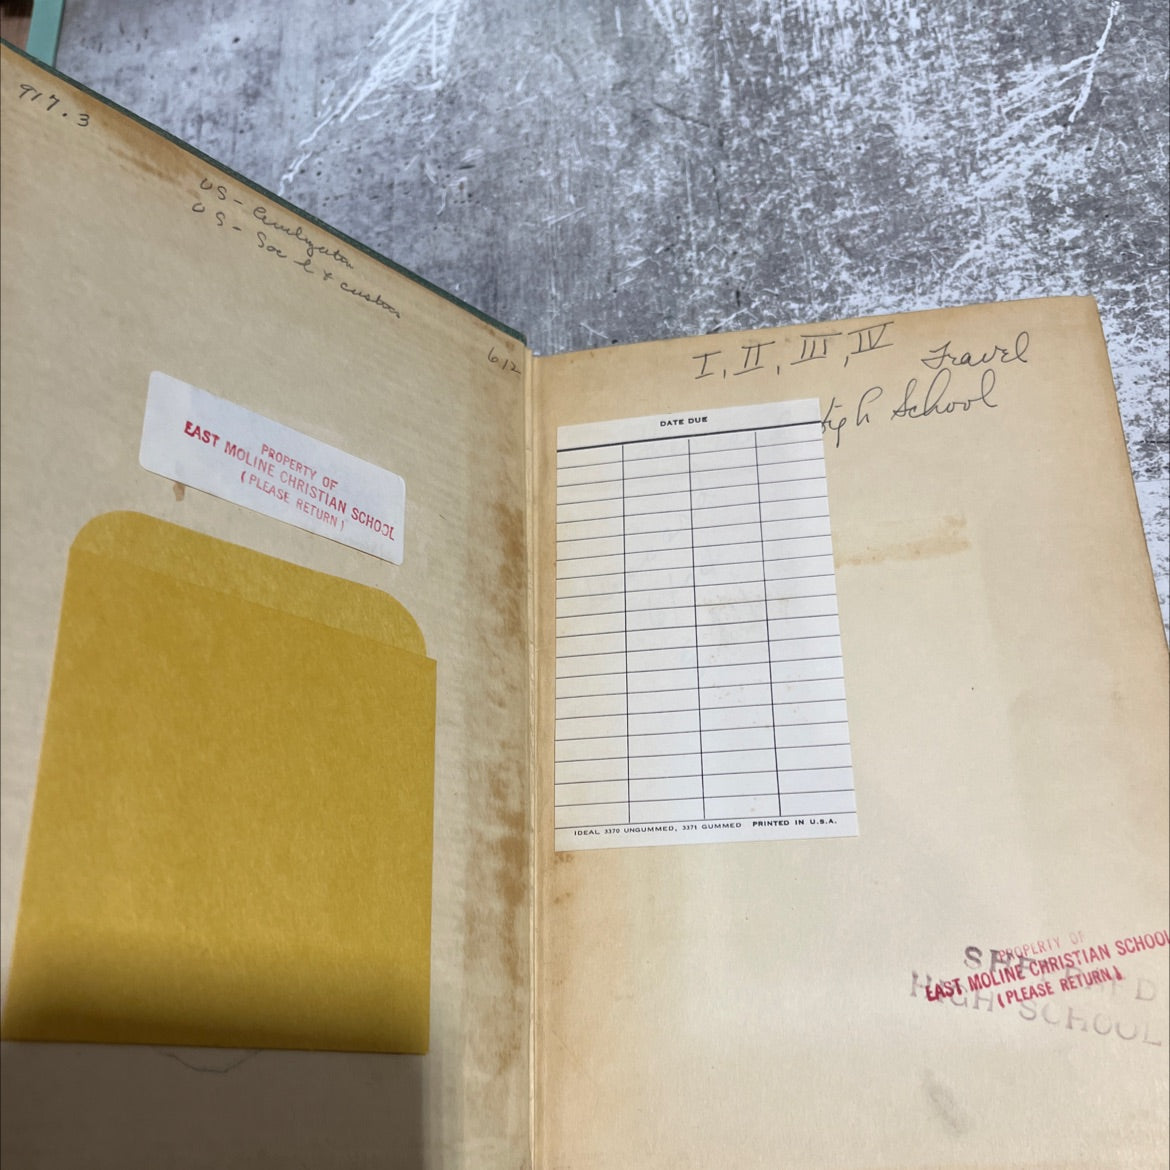 917.3
US - Civilization
US - Soc l & customs
612
PROPERTY OF
EAST MOLINE CHRISTIAN SCHOOL
(PLEASE RETURN)
I, II, III, IV Travel
High School
DATE DUE
IDEAL 3370 UNGUMMED, 3371 GUMMED PRINTED IN U.S.A.
PROPERTY OF
EAST MOLINE CHRISTIAN SCHOOL
(PLEASE RETURN)
HIGH SCHOOL